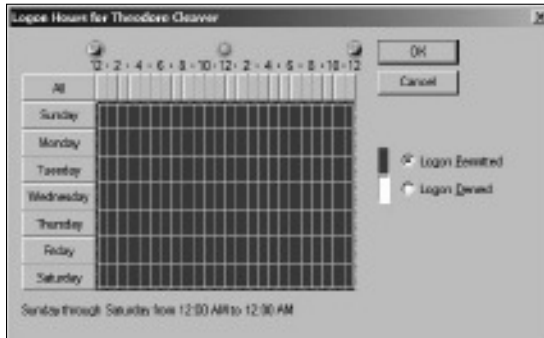 Logon Hours for Theodore Cleaver
12 · 2 · 4 · 6 · 8 · 10 · 12 · 2 · 4 · 6 · 8 · 10 · 12
OK
Cancel
All
Sunday
Monday
Tuesday
Wednesday
Thursday
Friday
Saturday
Logon Permitted
Logon Denied
Sunday through Saturday from 12:00 AM to 12:00 AM